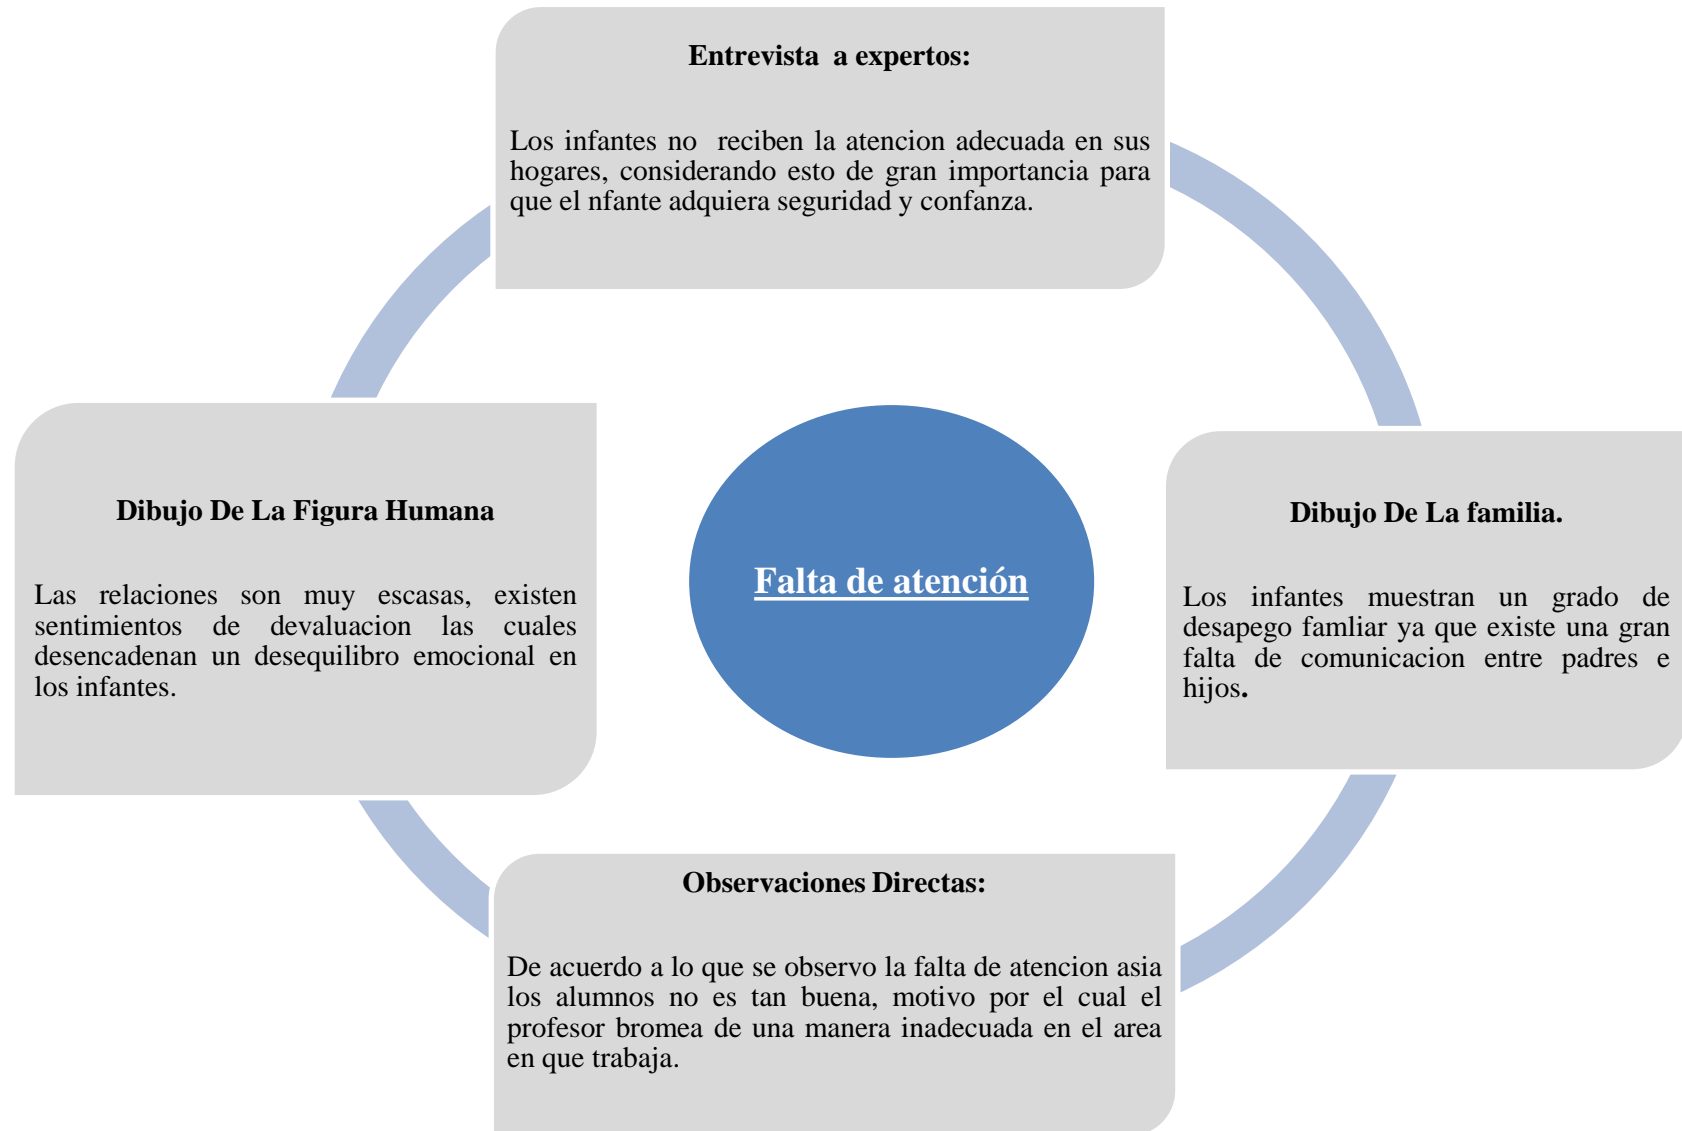 Entrevista a expertos:
Los infantes no reciben la atencion adecuada en sus
hogares, considerando esto de gran importancia para
que el nfante adquiera seguridad y confanza.
Dibujo De La Figura Humana
Las relaciones son muy escasas, existen
sentimientos de devaluacion las cuales
desencadenan un desequilibro emocional en
los infantes.
Falta de atención
Dibujo De La familia.
Los infantes muestran un grado de
desapego famliar ya que existe una gran
falta de comunicacion entre padres e
hijos.
Observaciones Directas:
De acuerdo a lo que se observo la falta de atencion asia
los alumnos no es tan buena, motivo por el cual el
profesor bromea de una manera inadecuada en el area
en que trabaja.